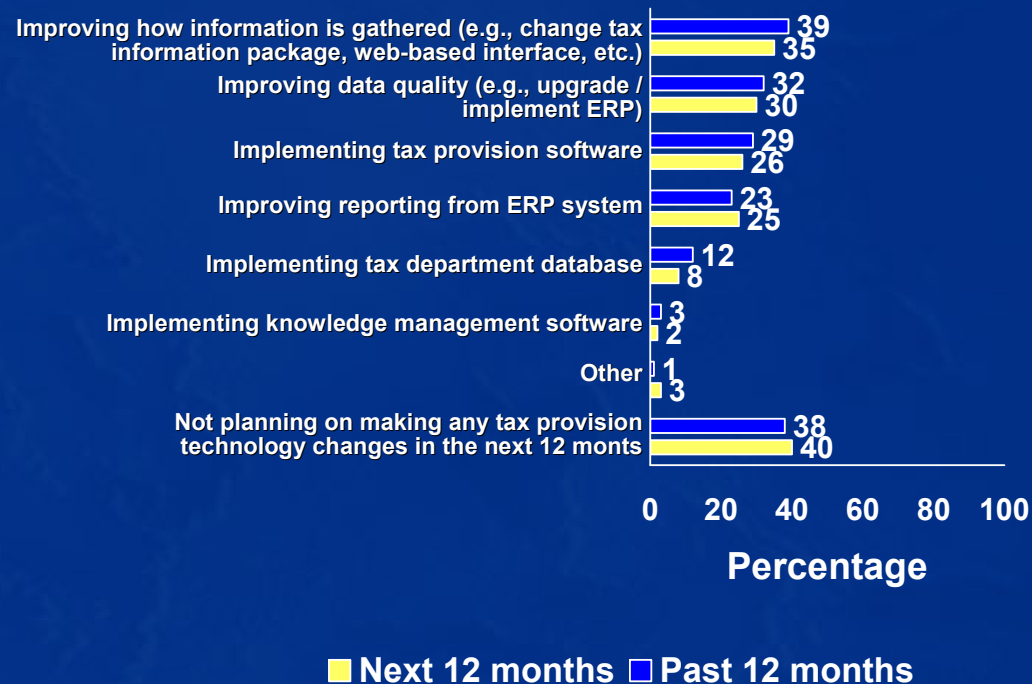 Improving how information is gathered (e.g., change tax
information package, web-based interface, etc.)
39
35
Improving data quality (e.g., upgrade /
implement ERP)
32
30
Implementing tax provision software
29
26
Improving reporting from ERP system
23
25
Implementing tax department database
12
8
Implementing knowledge management software
3
2
Other
1
3
Not planning on making any tax provision
technology changes in the next 12 monts
38
40
0 20 40 60 80 100
Percentage
Next 12 months Past 12 months